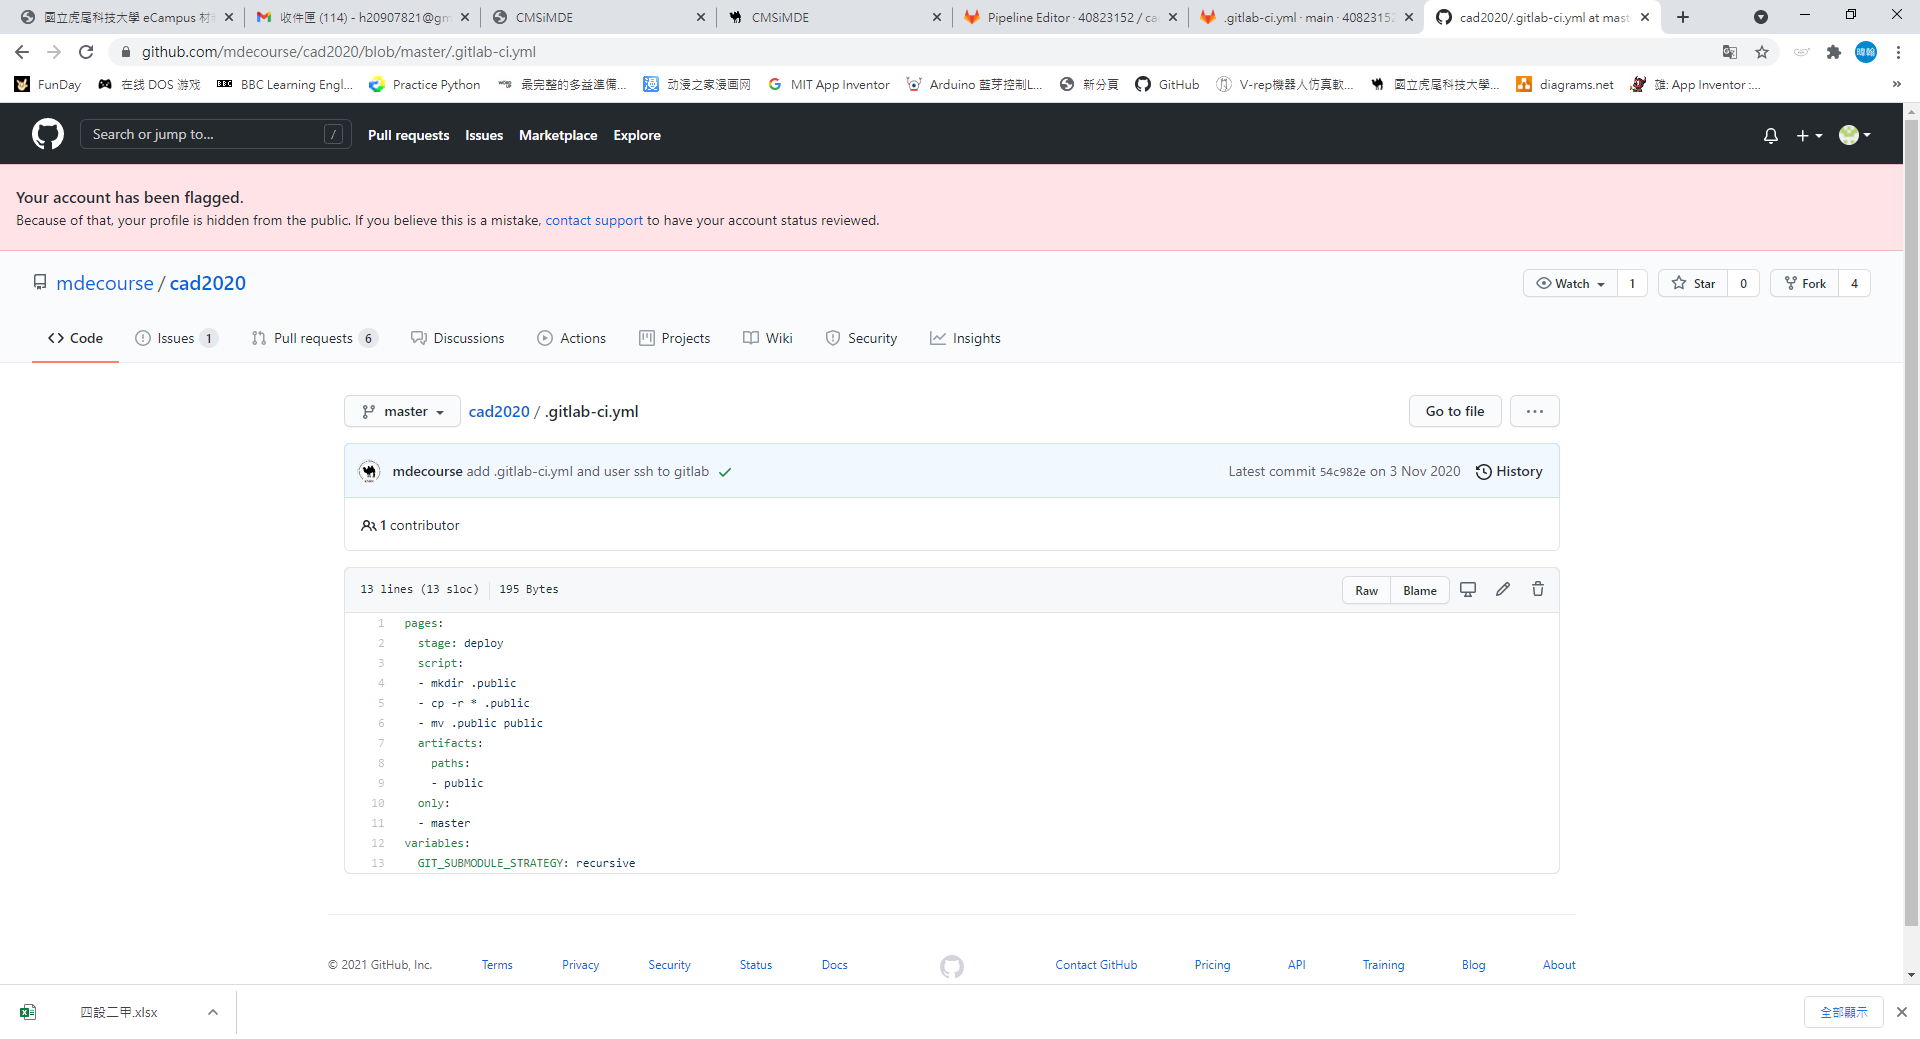 國立虎尾科技大學 eCampus 材
收件匣 (114) - h20907821@gm
CMSiMDE
CMSiMDE
Pipeline Editor · 40823152 / ca
.gitlab-ci.yml · main · 40823152
cad2020/.gitlab-ci.yml at mast
github.com/mdecourse/cad2020/blob/master/.gitlab-ci.yml
FunDay
在线 DOS 游戏
BBC Learning Engl...
Practice Python
最完整的多益準備...
动漫之家漫画网
MIT App Inventor
Arduino 藍芽控制L...
新分頁
GitHub
V-rep機器人仿真軟...
國立虎尾科技大學...
diagrams.net
雄: App Inventor :...
»
Search or jump to...
/
Pull requests
Issues
Marketplace
Explore
Your account has been flagged.
Because of that, your profile is hidden from the public. If you believe this is a mistake, contact support to have your account status reviewed.
mdecourse / cad2020
Watch 1
Star 0
Fork 4
Code
Issues 1
Pull requests 6
Discussions
Actions
Projects
Wiki
Security
Insights
master
cad2020 / .gitlab-ci.yml
Go to file
...
mdecourse add .gitlab-ci.yml and user ssh to gitlab
Latest commit 54c982e on 3 Nov 2020
History
1 contributor
13 lines (13 sloc) 195 Bytes
Raw
Blame
1 pages:
2 stage: deploy
3 script:
4 - mkdir .public
5 - cp -r * .public
6 - mv .public public
7 artifacts:
8 paths:
9 - public
10 only:
11 - master
12 variables:
13 GIT_SUBMODULE_STRATEGY: recursive
© 2021 GitHub, Inc.
Terms
Privacy
Security
Status
Docs
Contact GitHub
Pricing
API
Training
Blog
About
四設二甲.xlsx
全部顯示